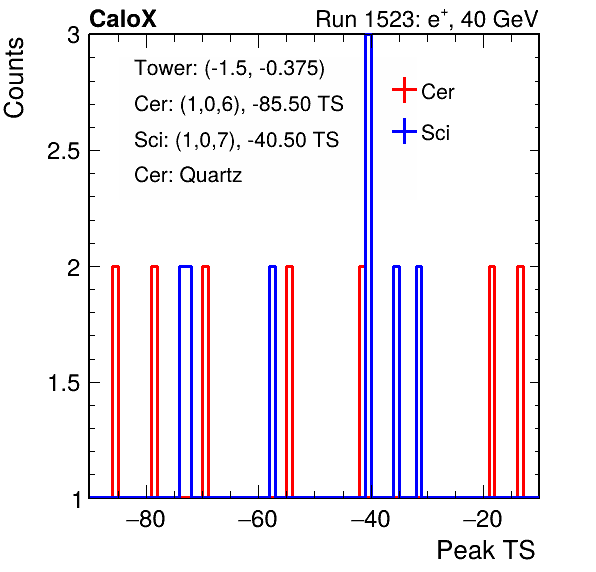 CaloX Run 1523: e+, 40 GeV
Counts
Tower: (-1.5, -0.375)
Cer: (1,0,6), -85.50 TS
Sci: (1,0,7), -40.50 TS
Cer: Quartz
Cer
Sci
3
2.5
2
1.5
1
−80 −60 −40 −20
Peak TS